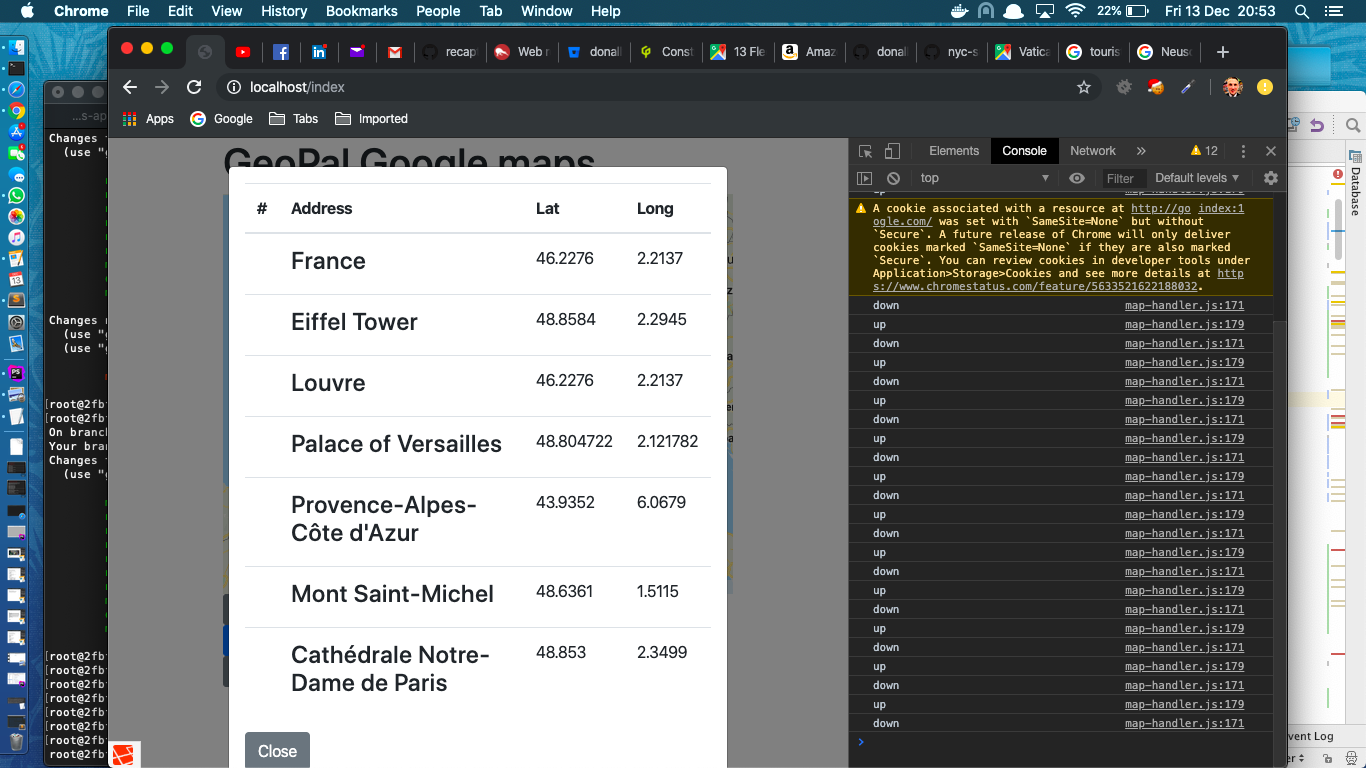 Chrome File Edit View History Bookmarks People Tab Window Help 22% Fri 13 Dec 20:53
recap Web r donal Const 13 Fle Amaz donal nyc-s Vatica touris Neuso
localhost/index
Apps Google Tabs Imported
GeoPal Google maps
# Address Lat Long
France 46.2276 2.2137
Eiffel Tower 48.8584 2.2945
Louvre 46.2276 2.2137
Palace of Versailles 48.804722 2.121782
Provence-Alpes-
Côte d'Azur 43.9352 6.0679
Mont Saint-Michel 48.6361 1.5115
Cathédrale Notre-
Dame de Paris 48.853 2.3499
Close
Elements Console Network » 12
top Filter Default levels
up map-handler.js:179
A cookie associated with a resource at http://go index:1
ogle.com/ was set with `SameSite=None` but without
`Secure`. A future release of Chrome will only deliver
cookies marked `SameSite=None` if they are also marked
`Secure`. You can review cookies in developer tools under
Application>Storage>Cookies and see more details at http
s://www.chromestatus.com/feature/5633521622188032.
down map-handler.js:171
up map-handler.js:179
down map-handler.js:171
up map-handler.js:179
down map-handler.js:171
up map-handler.js:179
down map-handler.js:171
up map-handler.js:179
down map-handler.js:171
up map-handler.js:179
down map-handler.js:171
up map-handler.js:179
down map-handler.js:171
up map-handler.js:179
down map-handler.js:171
up map-handler.js:179
down map-handler.js:171
up map-handler.js:179
down map-handler.js:171
up map-handler.js:179
down map-handler.js:171
up map-handler.js:179
down map-handler.js:171
...s-ap
Changes
(use "
Changes
(use "
(use "
[root@2fb
[root@2fb
On branc
Your bran
Changes
(use "
[root@2fb
[root@2fb
[root@2fb
[root@2fb
[root@2fb
[root@2fb
[root@2fb
root@2fb
Database
vent Log